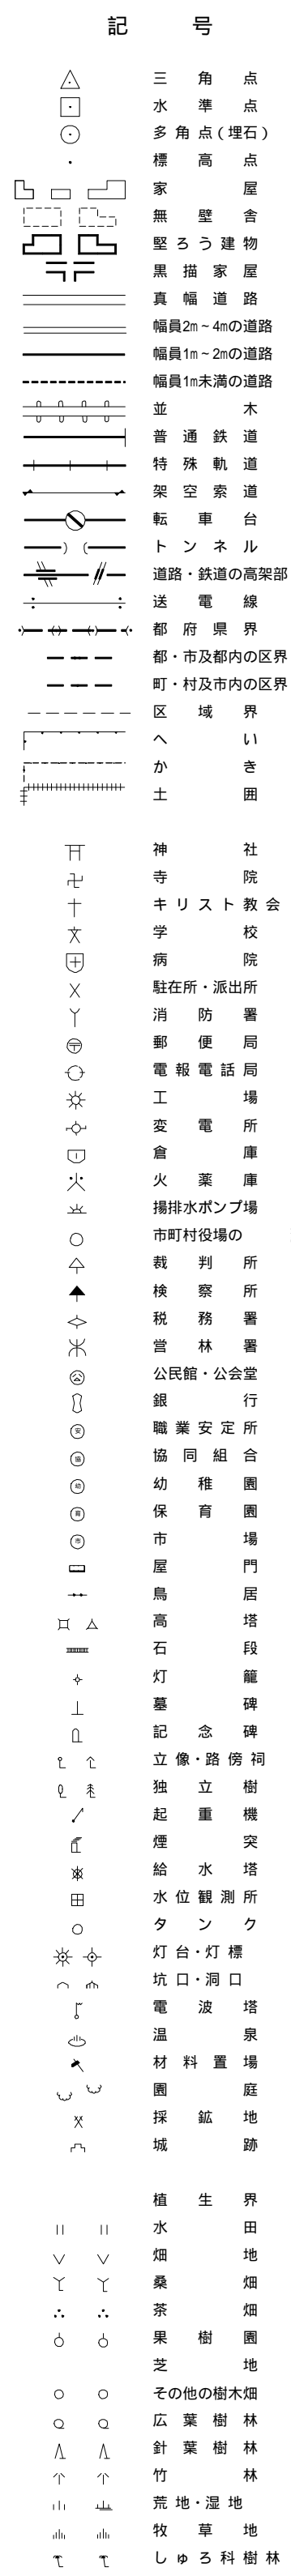 記号
三角点
水準点
多角点(埋石)
標高点
家屋
無壁舎
堅ろう建物
黒描家屋
真幅道路
幅員2m~4mの道路
幅員1m~2mの道路
幅員1m未満の道路
並木
普通鉄道
特殊軌道
架空索道
転車台
トンネル
道路・鉄道の高架部
送電線
都府県界
都・市及都内の区界
町・村及市内の区界
区域界
へい
かき
土囲
神社
寺院
キリスト教会
学校
病院
駐在所・派出所
消防署
郵便局
電報電話局
工場
変電所
倉庫
火薬庫
揚排水ポンプ場
市町村役場の
裁判所
検察所
税務署
営林署
公民館・公会堂
銀行
安 職業安定所
協 協同組合
幼 幼稚園
育 保育園
市 市場
屋門
鳥居
高塔
石段
灯籠
墓碑
記念碑
立像・路傍祠
独立樹
起重機
煙突
給水塔
水位観測所
タンク
灯台・灯標
坑口・洞口
電波塔
温泉
材料置場
園庭
採鉱地
城跡
植生界
水田
畑地
桑畑
茶畑
果樹園
芝地
その他の樹木畑
広葉樹林
針葉樹林
竹林
荒地・湿地
牧草地
しゅろ科樹林